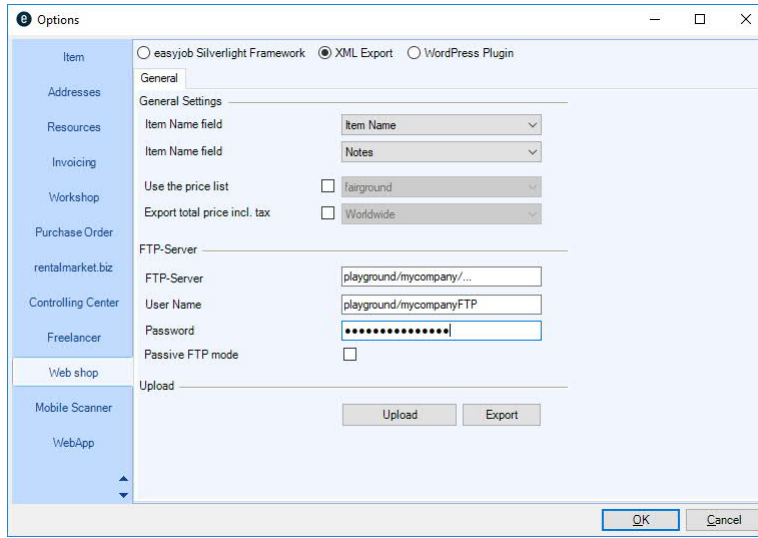 e Options
Item
Addresses
Resources
Invoicing
Workshop
Purchase Order
rentalmarket.biz
Controlling Center
Freelancer
Web shop
Mobile Scanner
WebApp
easyjob Silverlight Framework XML Export WordPress Plugin
General
General Settings
Item Name field Item Name
Item Name field Notes
Use the price list fairground
Export total price incl. tax Worldwide
FTP-Server
FTP-Server playground/mycompany/...
User Name playground/mycompanyFTP
Password •••••••••••••••
Passive FTP mode
Upload
Upload Export
OK Cancel